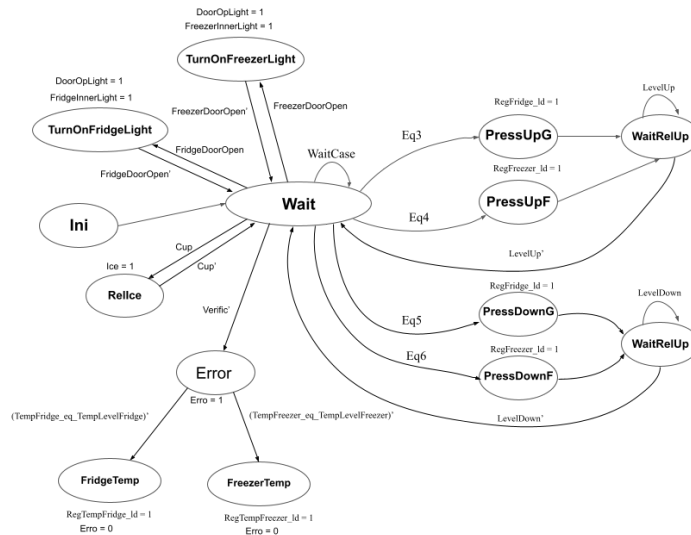 DoorOpLight = 1
FreezerInnerLight = 1
TurnOnFreezerLight
DoorOpLight = 1
FridgeInnerLight = 1
TurnOnFridgeLight
FreezerDoorOpen'
FreezerDoorOpen
FridgeDoorOpen
FridgeDoorOpen'
WaitCase
Wait
Ini
Eq3
RegFridge_ld = 1
PressUpG
LevelUp
WaitRelUp
RegFreezer_ld = 1
PressUpF
Eq4
LevelUp'
Cup
Cup'
Ice = 1
RelIce
Verific'
Eq5
RegFridge_ld = 1
PressDownG
LevelDown
WaitRelUp
Eq6
RegFreezer_ld = 1
PressDownF
LevelDown'
Error
Erro = 1
(TempFridge_eq_TempLevelFridge)'
(TempFreezer_eq_TempLevelFreezer)'
FridgeTemp
FreezerTemp
RegTempFridge_ld = 1
Erro = 0
RegTempFreezer_ld = 1
Erro = 0